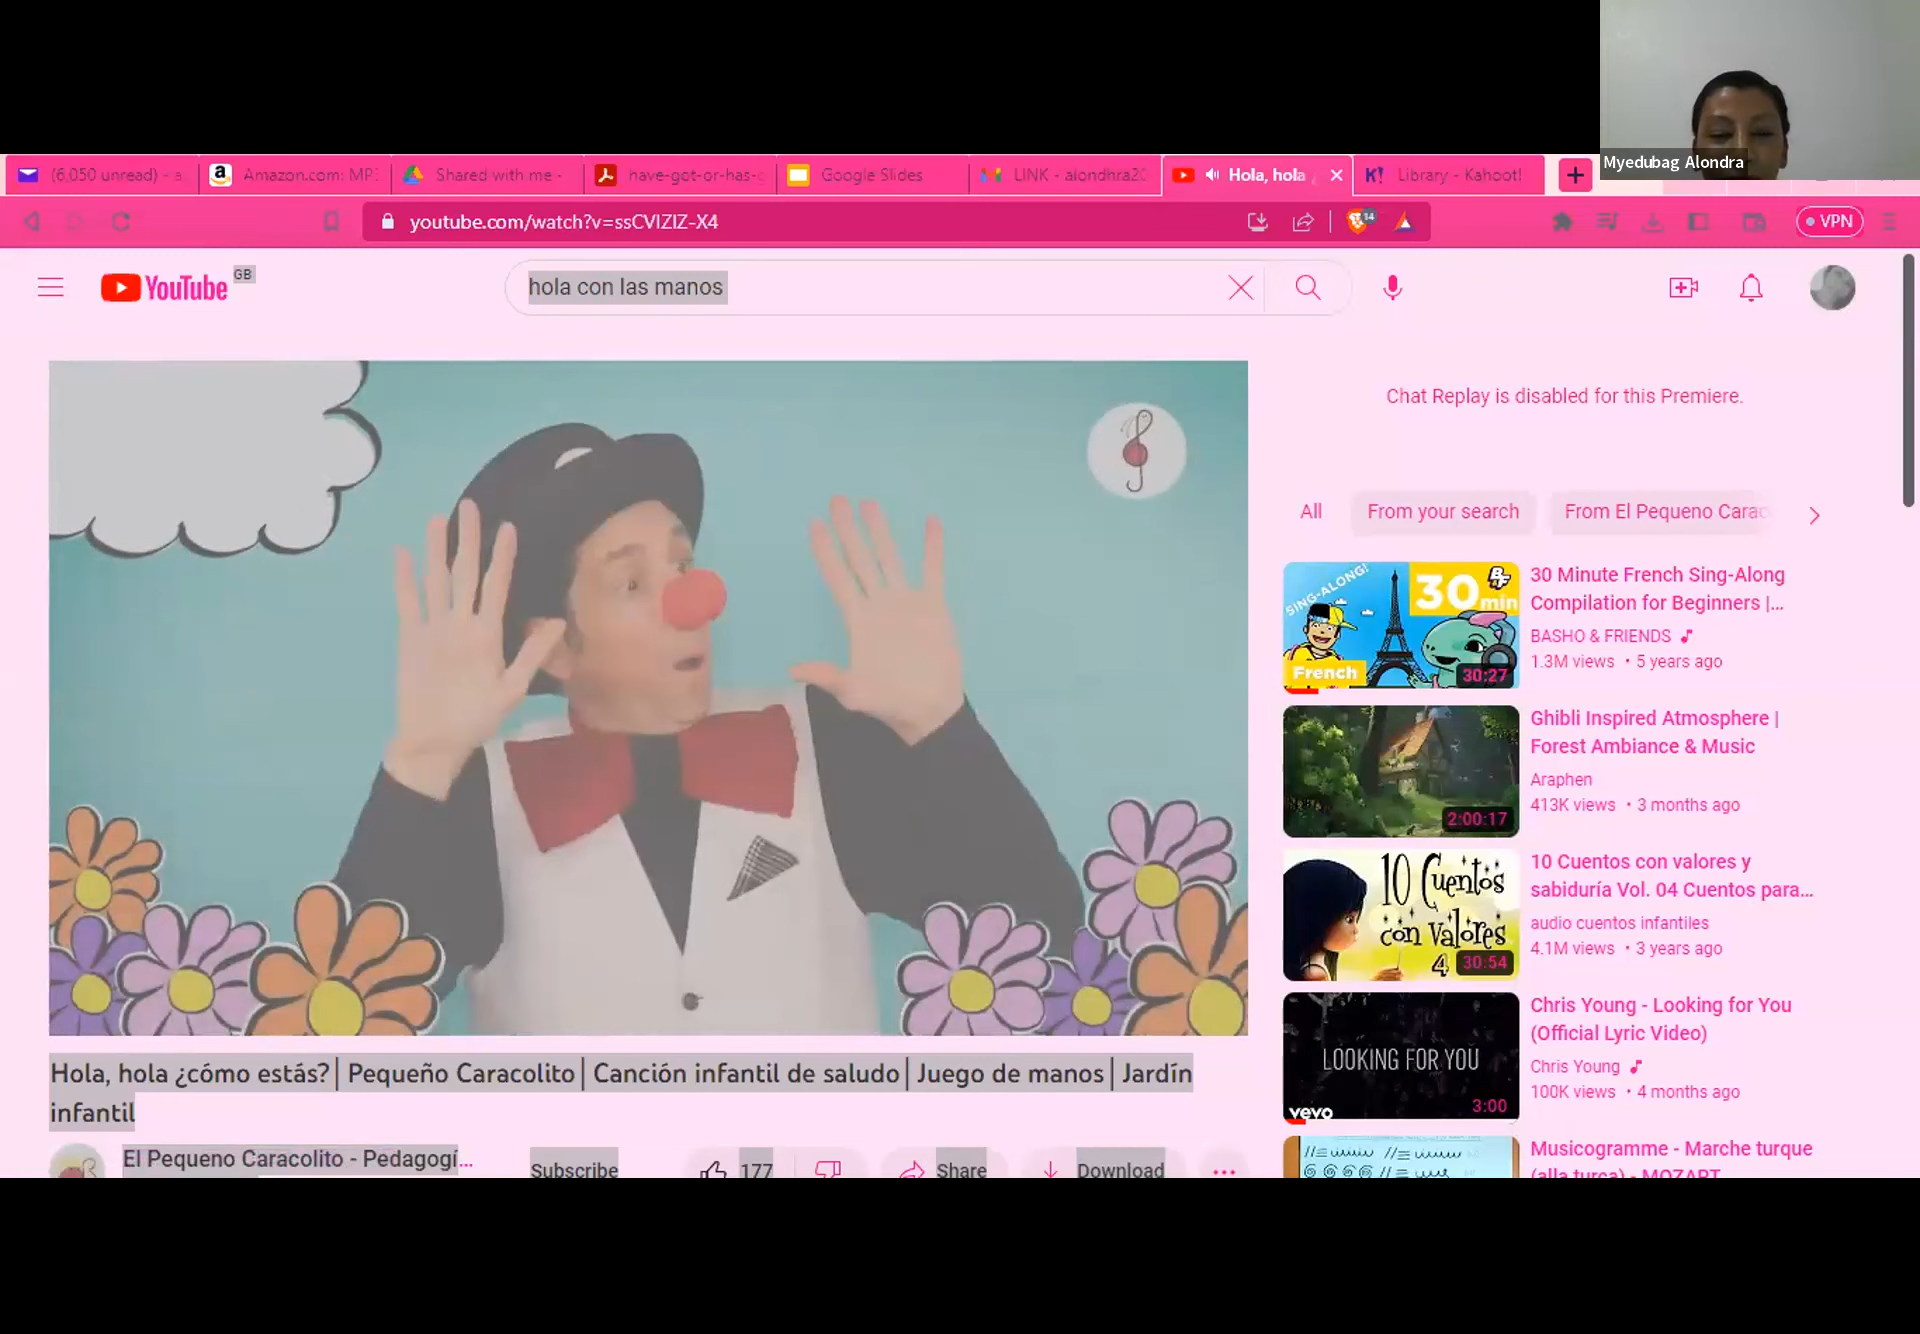 Myedubag Alondra
(6,050 unread) - a
Amazon.com: MP3
Shared with me -
have-got-or-has-g
Google Slides
LINK - alondhra20
Hola, hola
K! Library - Kahoot!
youtube.com/watch?v=ssCVIZIZ-X4
14
VPN
YouTube GB
hola con las manos
Chat Replay is disabled for this Premiere.
All
From your search
From El Pequeno Carac
SING-ALONG!
30 min
French
30:27
30 Minute French Sing-Along
Compilation for Beginners |...
BASHO & FRIENDS
1.3M views • 5 years ago
2:00:17
Ghibli Inspired Atmosphere |
Forest Ambiance & Music
Araphen
413K views • 3 months ago
10 Cuentos
con valores
4
30:54
10 Cuentos con valores y
sabiduría Vol. 04 Cuentos para...
audio cuentos infantiles
4.1M views • 3 years ago
LOOKING FOR YOU
vevo
3:00
Chris Young - Looking for You
(Official Lyric Video)
Chris Young
100K views • 4 months ago
Musicogramme - Marche turque
(alla turca) - MOZART
Hola, hola ¿cómo estás?│ Pequeño Caracolito│ Canción infantil de saludo│ Juego de manos│ Jardín
infantil
El Pequeno Caracolito - Pedagogí...
Subscribe
177
Share
Download